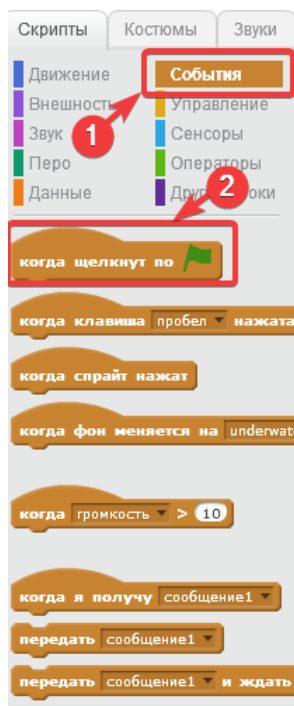 Скрипты Костюмы Звуки
Движение События
Внешность Управление
Звук 1 Сенсоры
Перо Операторы
Данные
2
когда щелкнут по
когда клавиша пробел нажата
когда спрайт нажат
когда фон меняется на underwat
когда громкость > 10
когда я получу сообщение1
передать сообщение1
передать сообщение1 и ждать